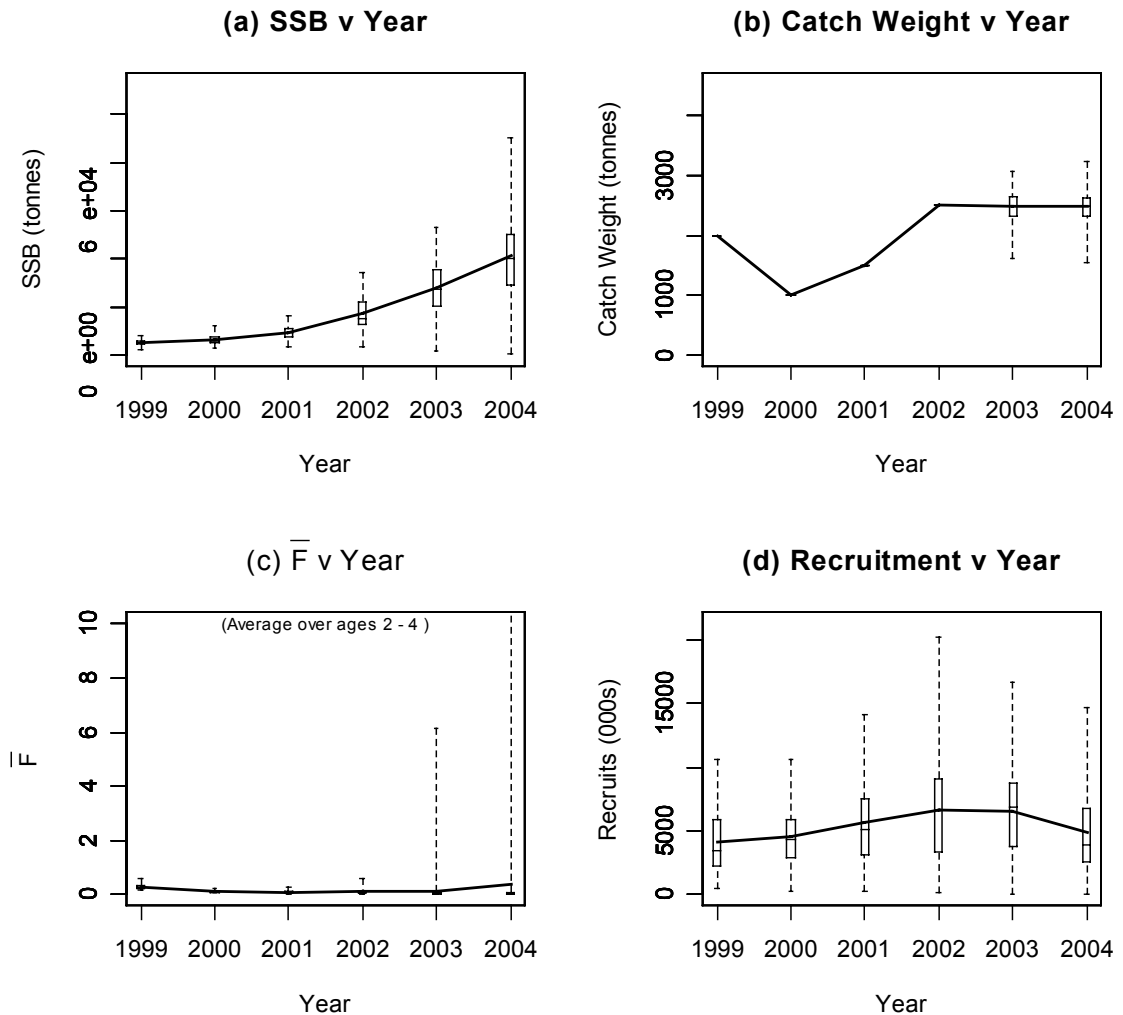 (a) SSB v Year
SSB (tonnes)
0 e+00 6 e+04
1999 2000 2001 2002 2003 2004
Year
(b) Catch Weight v Year
Catch Weight (tonnes)
0 1000 3000
1999 2000 2001 2002 2003 2004
Year
(c) F̅ v Year
(Average over ages 2 - 4 )
F̅
0 2 4 6 8 10
1999 2000 2001 2002 2003 2004
Year
(d) Recruitment v Year
Recruits (000s)
0 5000 15000
1999 2000 2001 2002 2003 2004
Year